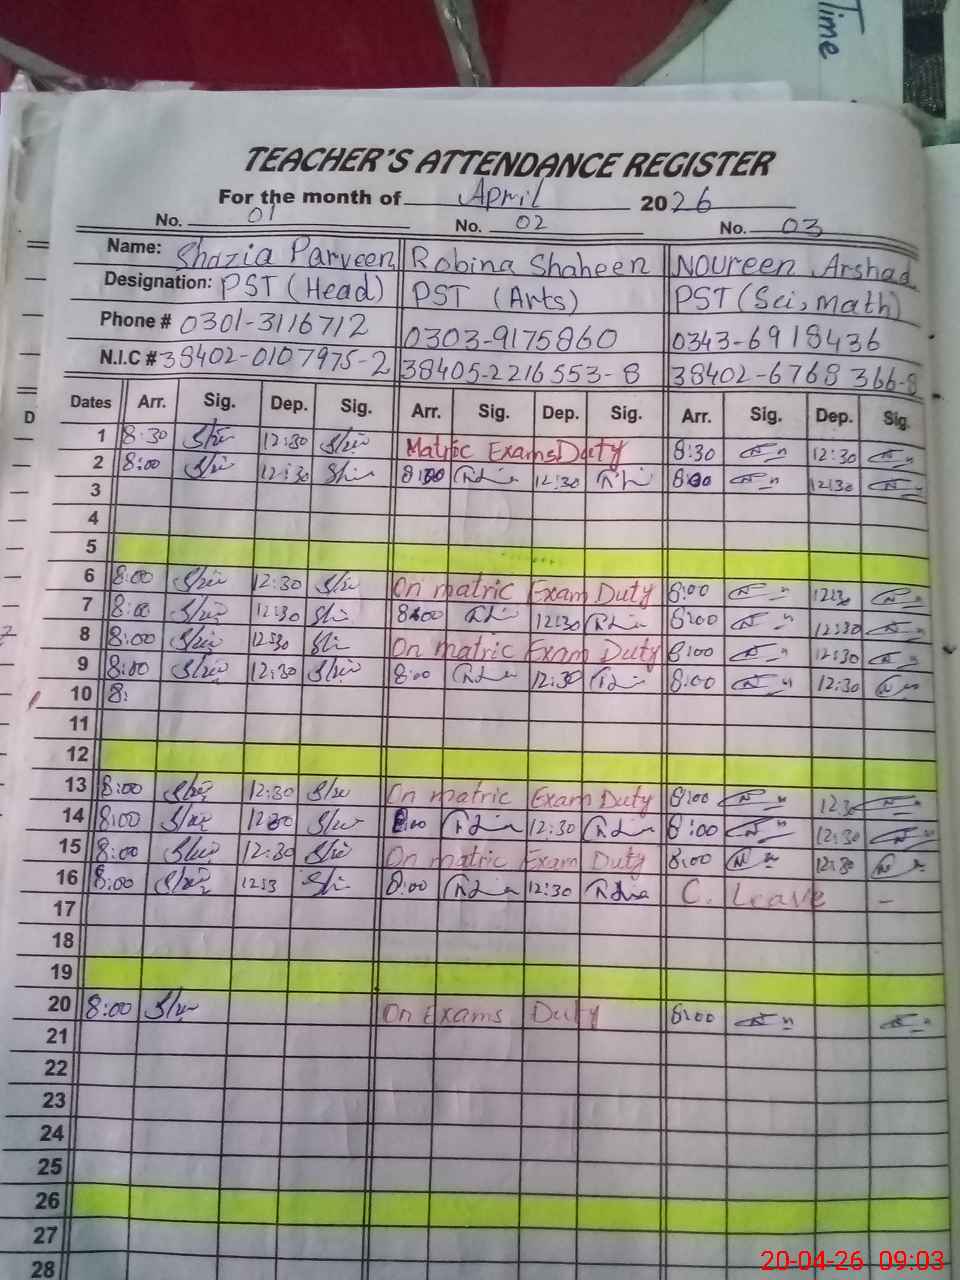 Time
TEACHER'S ATTENDANCE REGISTER
For the month of April 2026
No. 01 No. 02 No. 03
Name: Shazia Parveen Robina Shaheen Noureen Arshad
Designation: PST (Head) PST (Arts) PST (Sci, Math)
Phone # 0301-3116712 0303-9175860 0343-6918436
N.I.C # 38402-0107975-2 38405-2216553-8 38402-6768366-8
D Dates Arr. Sig. Dep. Sig. Arr. Sig. Dep. Sig. Arr. Sig. Dep. Sig.
1 8:30 12:30 Matric Exams Duty 8:30 12:30
2 8:00 12:30 8:00 12:30 8:00 12:30
3
4
5
6 8:00 12:30 On matric Exam Duty 8:00 12:30
7 8:00 12:30 8:00 12:30 8:00 12:30
8 8:00 12:30 On matric Exam Duty 8:00 12:30
9 8:00 12:30 8:00 12:30 8:00 12:30
10 8:
11
12
13 8:00 12:30 On matric Exam Duty 8:00 12:3
14 8:00 12:30 8:00 12:30 8:00 12:30
15 8:00 12:30 On matric Exam Duty 8:00 12:30
16 8:00 8:00 12:30 C. Leave -
17
18
19
20 8:00 On Exams Duty 8:00
21
22
23
24
25
26
27
28
20-04-26 09:03